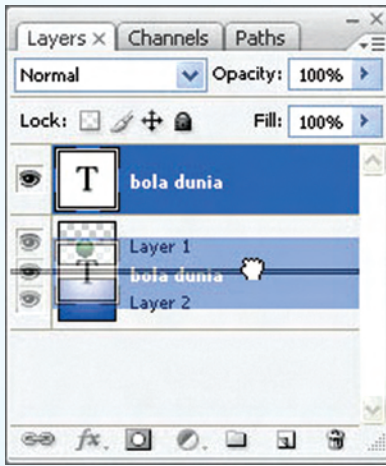 Layers × Channels Paths
Normal Opacity: 100%
Lock: Fill: 100%
T bola dunia
Layer 1
T bola dunia
Layer 2
fx.